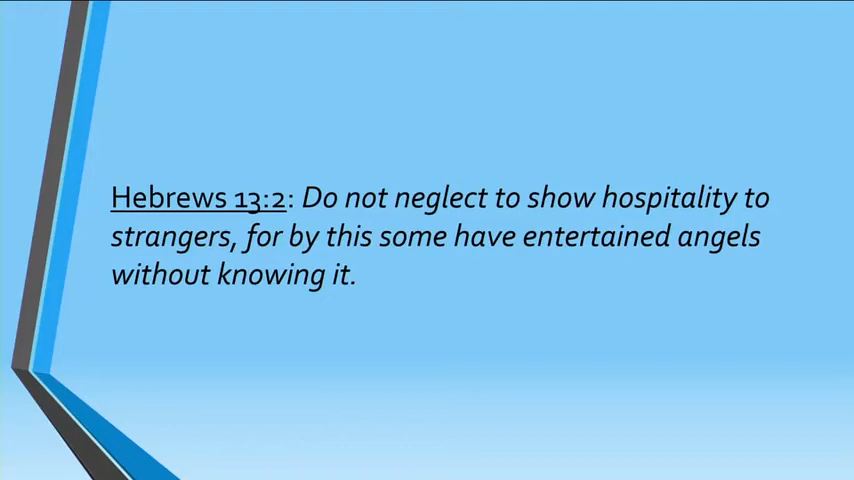 Hebrews 13:2: Do not neglect to show hospitality to
strangers, for by this some have entertained angels
without knowing it.